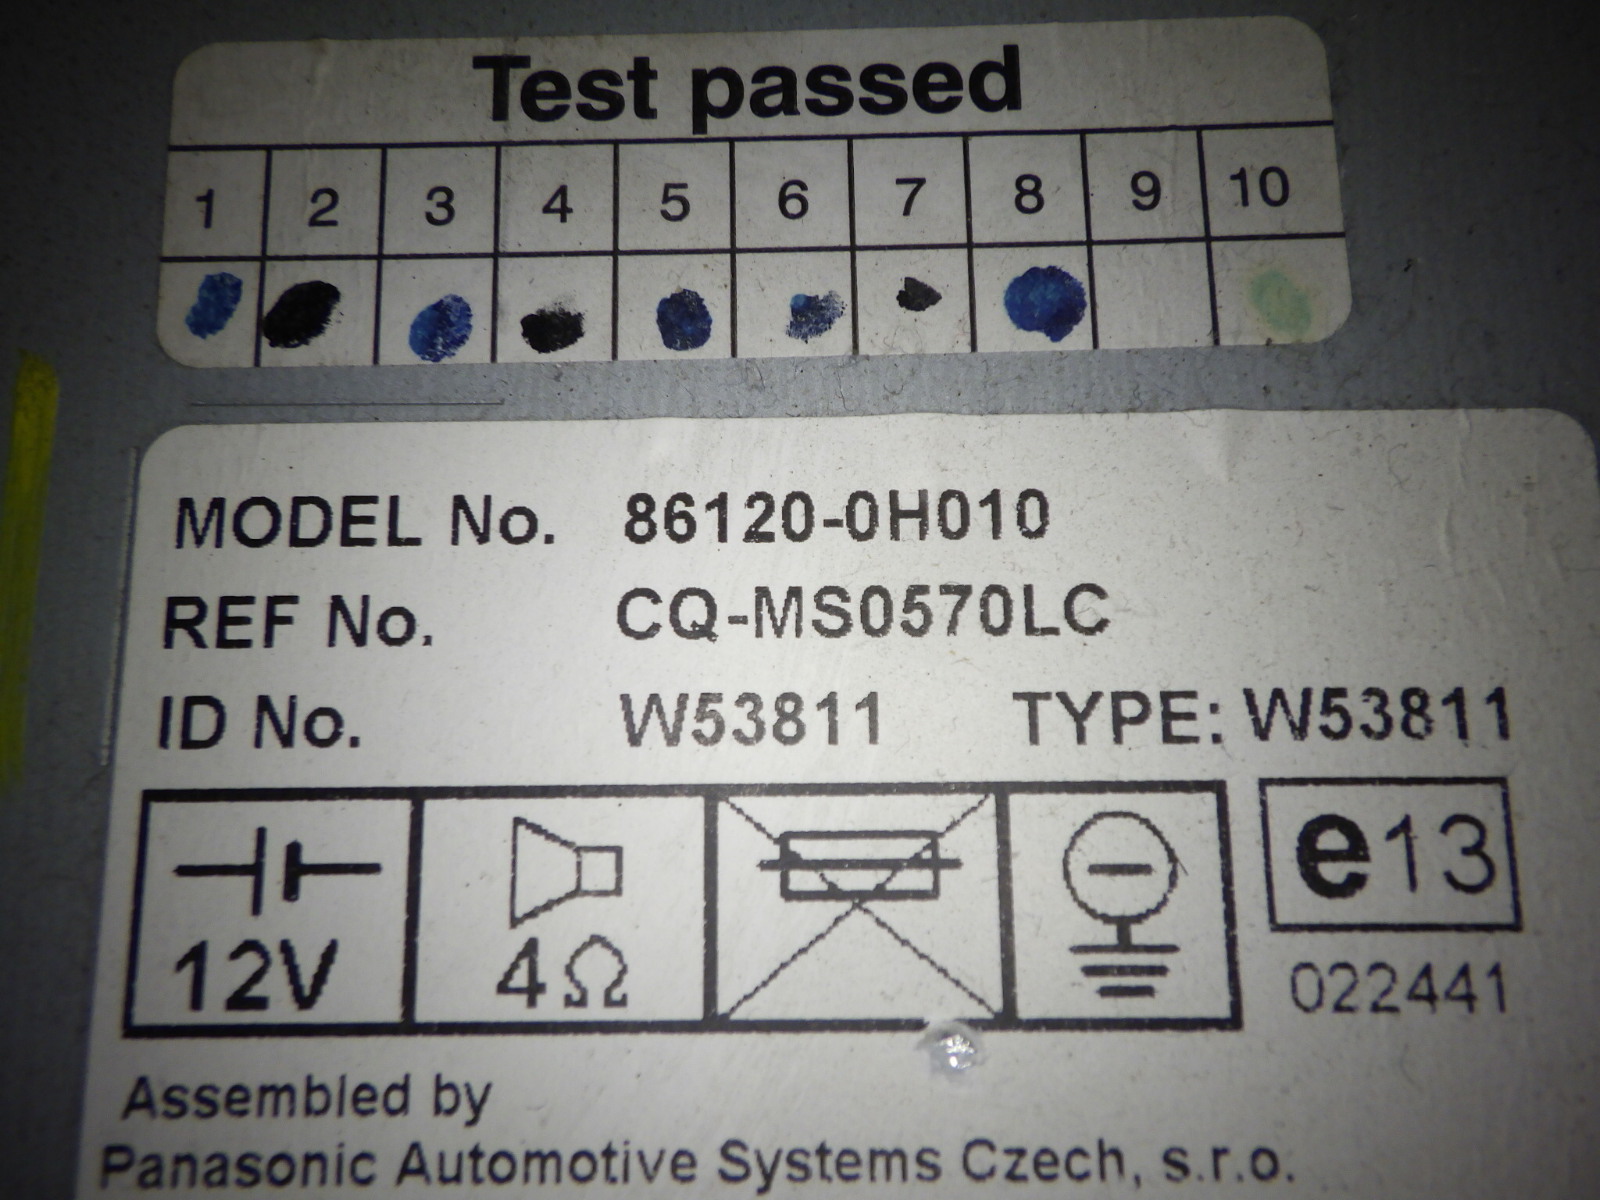 Test passed
1 2 3 4 5 6 7 8 9 10
MODEL No. 86120-0H010
REF No. CQ-MS0570LC
ID No. W53811 TYPE: W53811
12V 4Ω e13
022441
Assembled by
Panasonic Automotive Systems Czech, s.r.o.